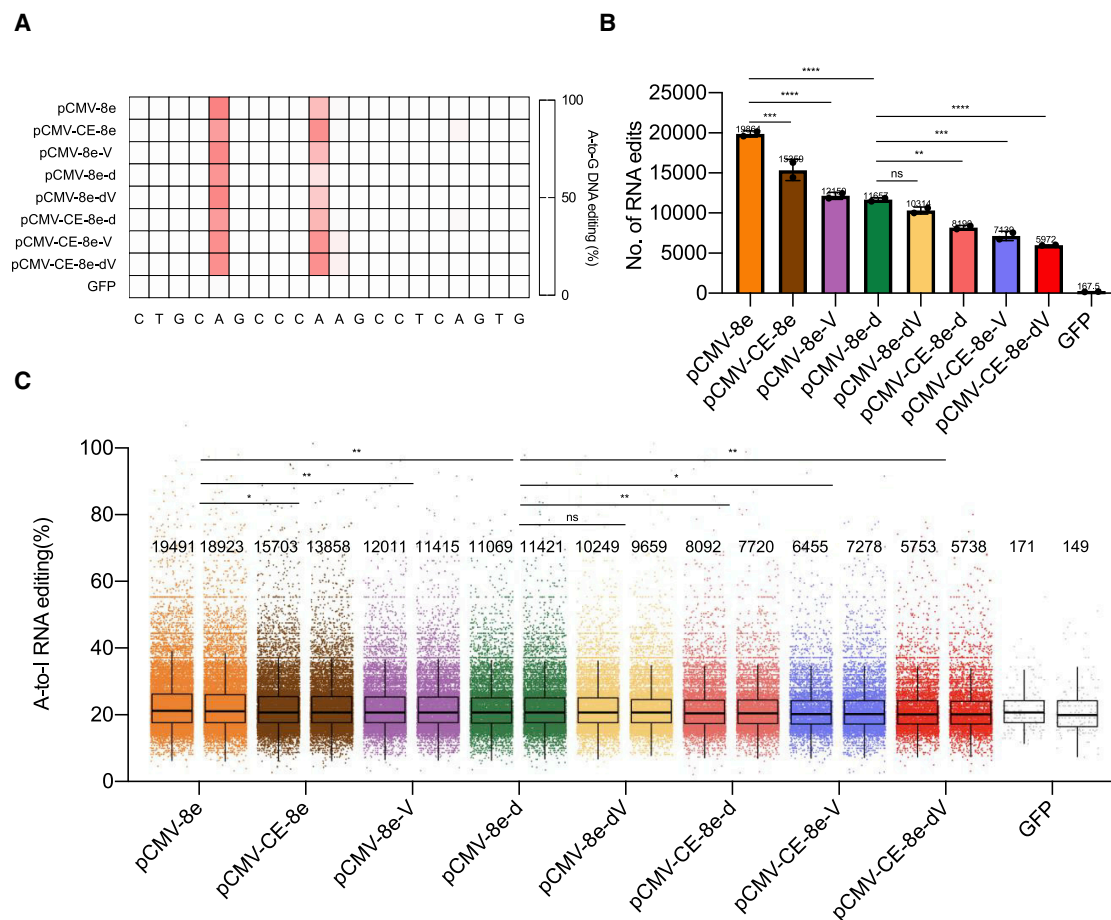 A
pCMV-8e
pCMV-CE-8e
pCMV-8e-V
pCMV-8e-d
pCMV-8e-dV
pCMV-CE-8e-d
pCMV-CE-8e-V
pCMV-CE-8e-dV
GFP
C T G C A G C C C A A G C C T C A G T G
100
50
0
A-to-G DNA editing (%)
B
No. of RNA edits
25000
20000
15000
10000
5000
0
****
****
***
****
***
**
ns
11657
10314
5972
167.5
pCMV-8e
pCMV-CE-8e
pCMV-8e-V
pCMV-8e-d
pCMV-8e-dV
pCMV-CE-8e-d
pCMV-CE-8e-V
pCMV-CE-8e-dV
GFP
C
A-to-I RNA editing(%)
100
80
60
40
20
0
** **
** *
* **
ns
19491 18923 15703 13858 12011 11415 11069 11421 10249 9659 8092 7720 6455 7278 5753 5738 171 149
pCMV-8e
pCMV-CE-8e
pCMV-8e-V
pCMV-8e-d
pCMV-8e-dV
pCMV-CE-8e-d
pCMV-CE-8e-V
pCMV-CE-8e-dV
GFP